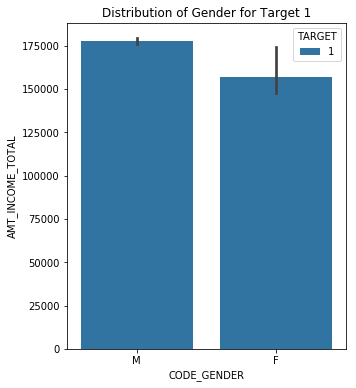 Distribution of Gender for Target 1
TARGET
1
175000
150000
125000
100000
75000
50000
25000
0
AMT_INCOME_TOTAL
M
F
CODE_GENDER